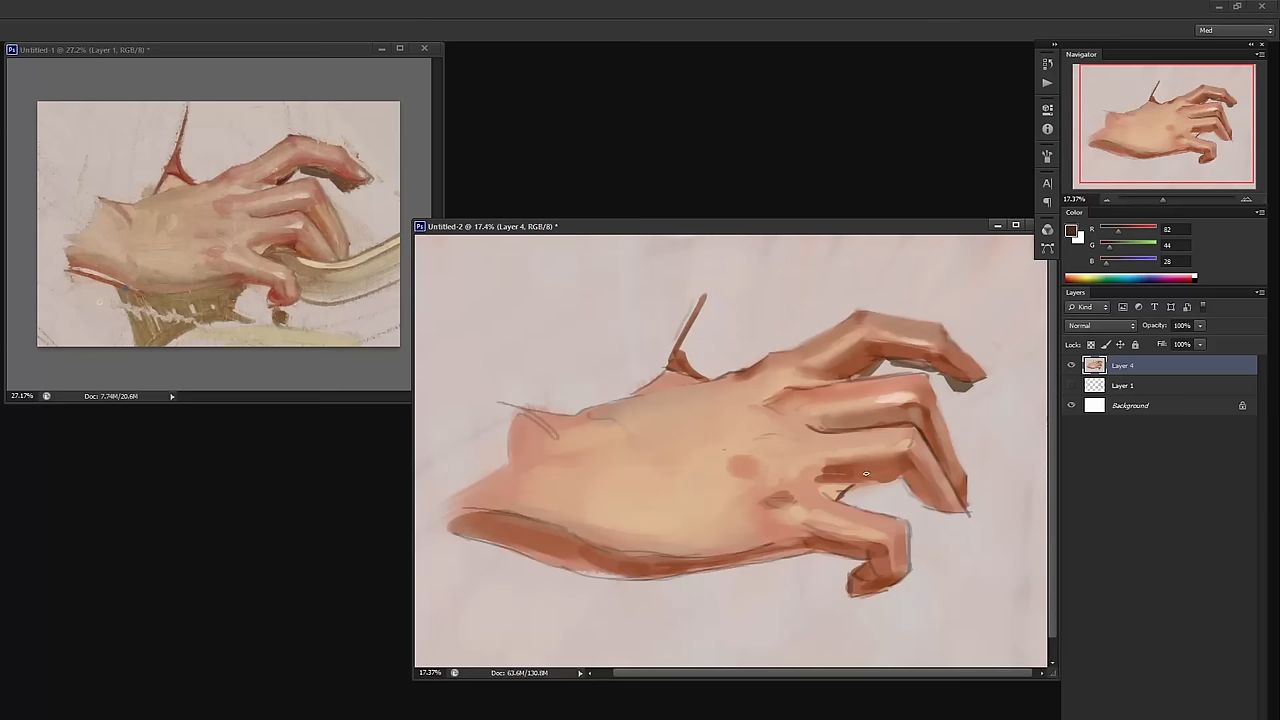 Med
Ps Untitled-1 @ 27.2% (Layer 1, RGB/8) *
Navigator
17.37%
Color
R 82
G 44
B 28
Ps Untitled-2 @ 17.4% (Layer 4, RGB/8) *
Layers
Kind
Normal Opacity: 100%
Lock: Fill: 100%
Layer 4
Layer 1
Background
27.17% Doc: 7.74M/20.6M
17.37% Doc: 63.6M/130.8M